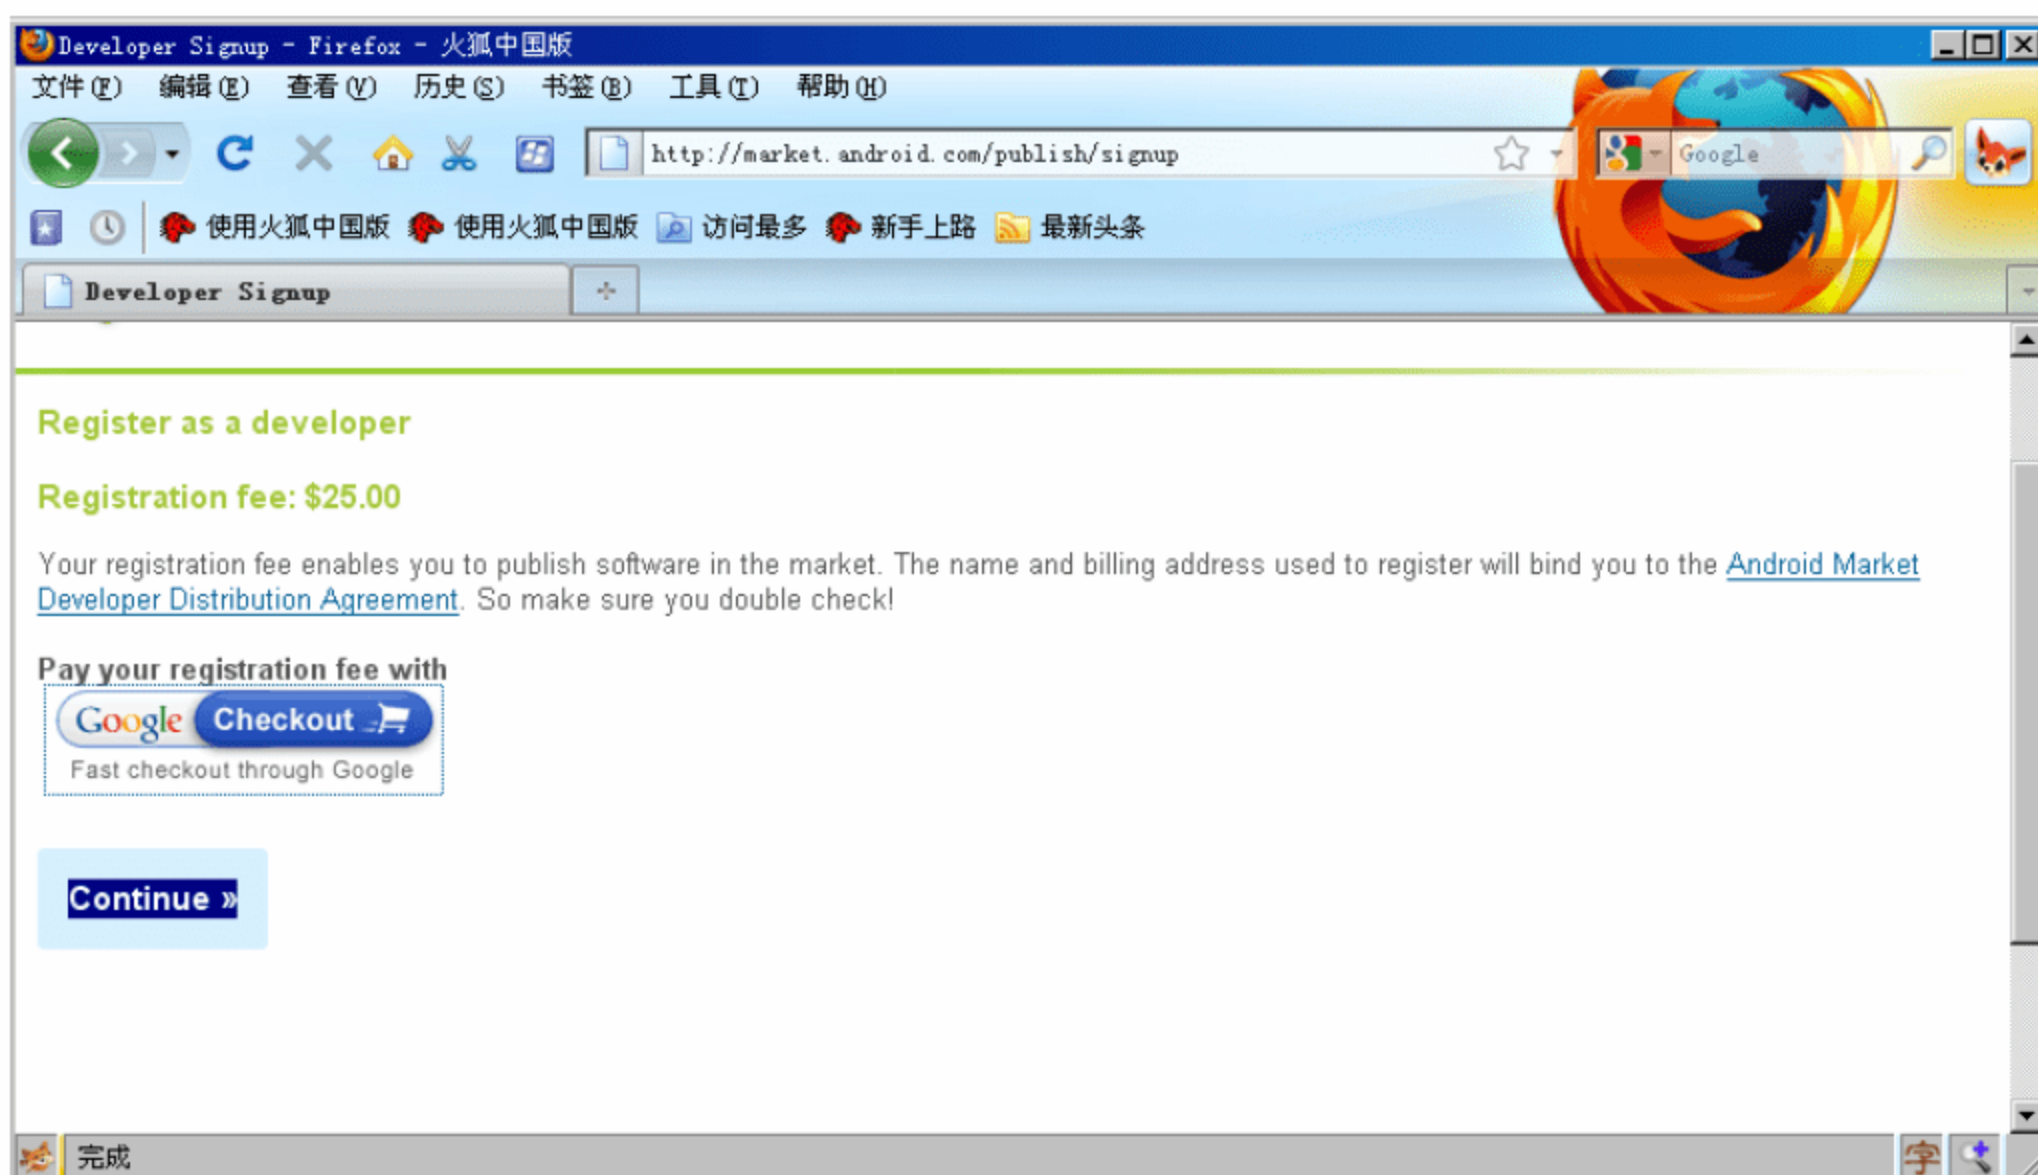 Developer Signup - Firefox - 火狐中国版
文件(F) 编辑(E) 查看(V) 历史(S) 书签(B) 工具(T) 帮助(H)
http://market.android.com/publish/signup Google
使用火狐中国版 使用火狐中国版 访问最多 新手上路 最新头条
Developer Signup
Register as a developer
Registration fee: $25.00
Your registration fee enables you to publish software in the market. The name and billing address used to register will bind you to the Android Market
Developer Distribution Agreement. So make sure you double check!
Pay your registration fee with
Google Checkout
Fast checkout through Google
Continue »
完成 字